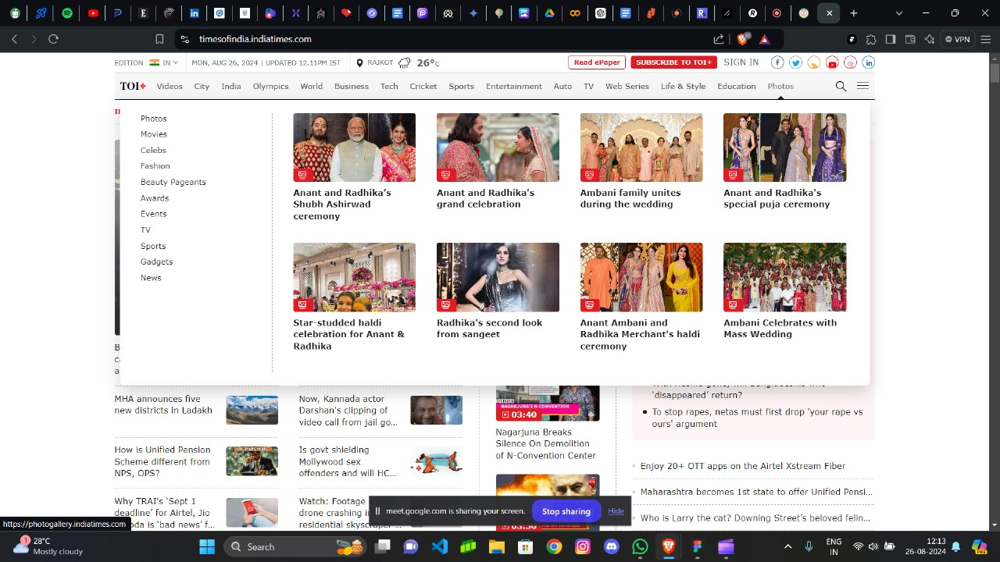 timesofindia.indiatimes.com
22
VPN
EDITION IN
MON, AUG 26, 2024 | UPDATED 12.11PM IST
RAJKOT 26°C
Read ePaper
SUBSCRIBE TO TOI+
SIGN IN
TOI+ Videos City India Olympics World Business Tech Cricket Sports Entertainment Auto TV Web Series Life & Style Education Photos
Photos
Movies
Celebs
Fashion
Beauty Pageants
Awards
Events
TV
Sports
Gadgets
News
Anant and Radhika’s
Shubh Ashirwad
ceremony
Anant and Radhika's
grand celebration
Ambani family unites
during the wedding
Anant and Radhika's
special puja ceremony
Star-studded haldi
celebration for Anant &
Radhika
Radhika's second look
from sangeet
Anant Ambani and
Radhika Merchant's haldi
ceremony
Ambani Celebrates with
Mass Wedding
MHA announces five
new districts in Ladakh
How is Unified Pension
Scheme different from
NPS, OPS?
Why TRAI's ‘Sept 1
deadline’ for Airtel, Jio
is ‘bad news’
Now, Kannada actor
Darshan's clipping of
video call from jail go...
Is govt shielding
Mollywood sex
offenders and will HC...
Watch: Footage
drone crashing
residential
NAGARJUNA'S N-CONVENTION
03:40
Nagarjuna Breaks
Silence On Demolition
of N-Convention Center
03:50
‘disappeared’ return?
To stop rapes, netas must first drop 'your rape vs
ours' argument
Enjoy 20+ OTT apps on the Airtel Xstream Fiber
Maharashtra becomes 1st state to offer Unified Pensi...
Who is Larry the cat? Downing Street’s beloved felin...
meet.google.com is sharing your screen.
Stop sharing
Hide
https://photogallery.indiatimes.com
1
28°C
Mostly cloudy
Search
ENG
IN
12:13
26-08-2024
PRE